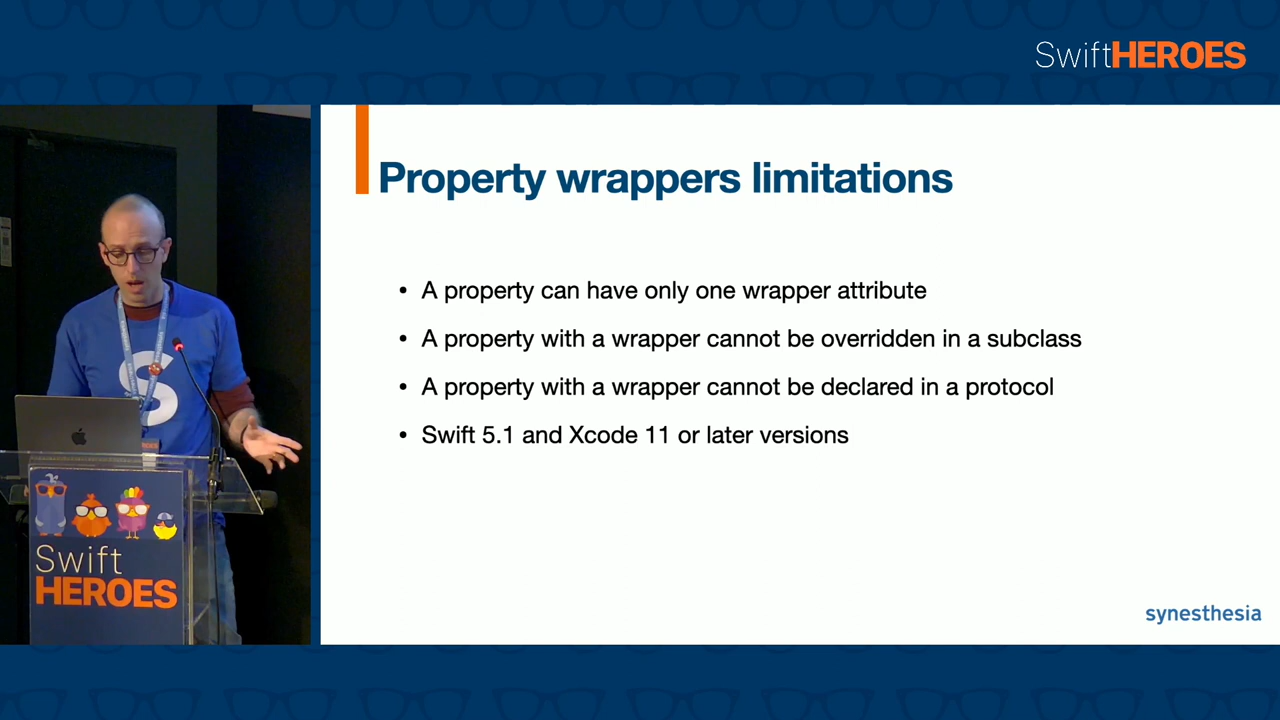 SwiftHEROES
Property wrappers limitations
• A property can have only one wrapper attribute
• A property with a wrapper cannot be overridden in a subclass
• A property with a wrapper cannot be declared in a protocol
• Swift 5.1 and Xcode 11 or later versions
S
Swift
HEROES
synesthesia